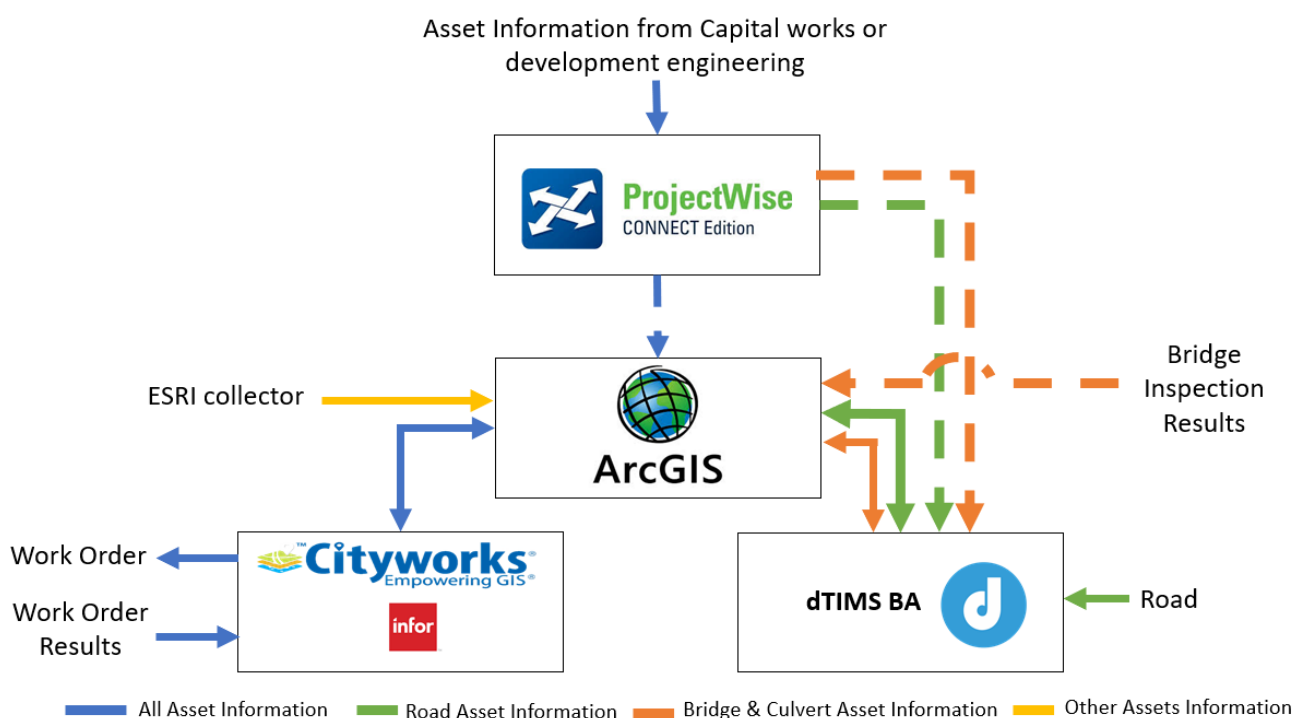 Asset Information from Capital works or
development engineering
ProjectWise
CONNECT Edition
ESRI collector
ArcGIS
Bridge
Inspection
Results
Work Order
Work Order
Results
™Cityworks®
Empowering GIS®
infor
dTIMS BA
d
Road
All Asset Information
Road Asset Information
Bridge & Culvert Asset Information
Other Assets Information